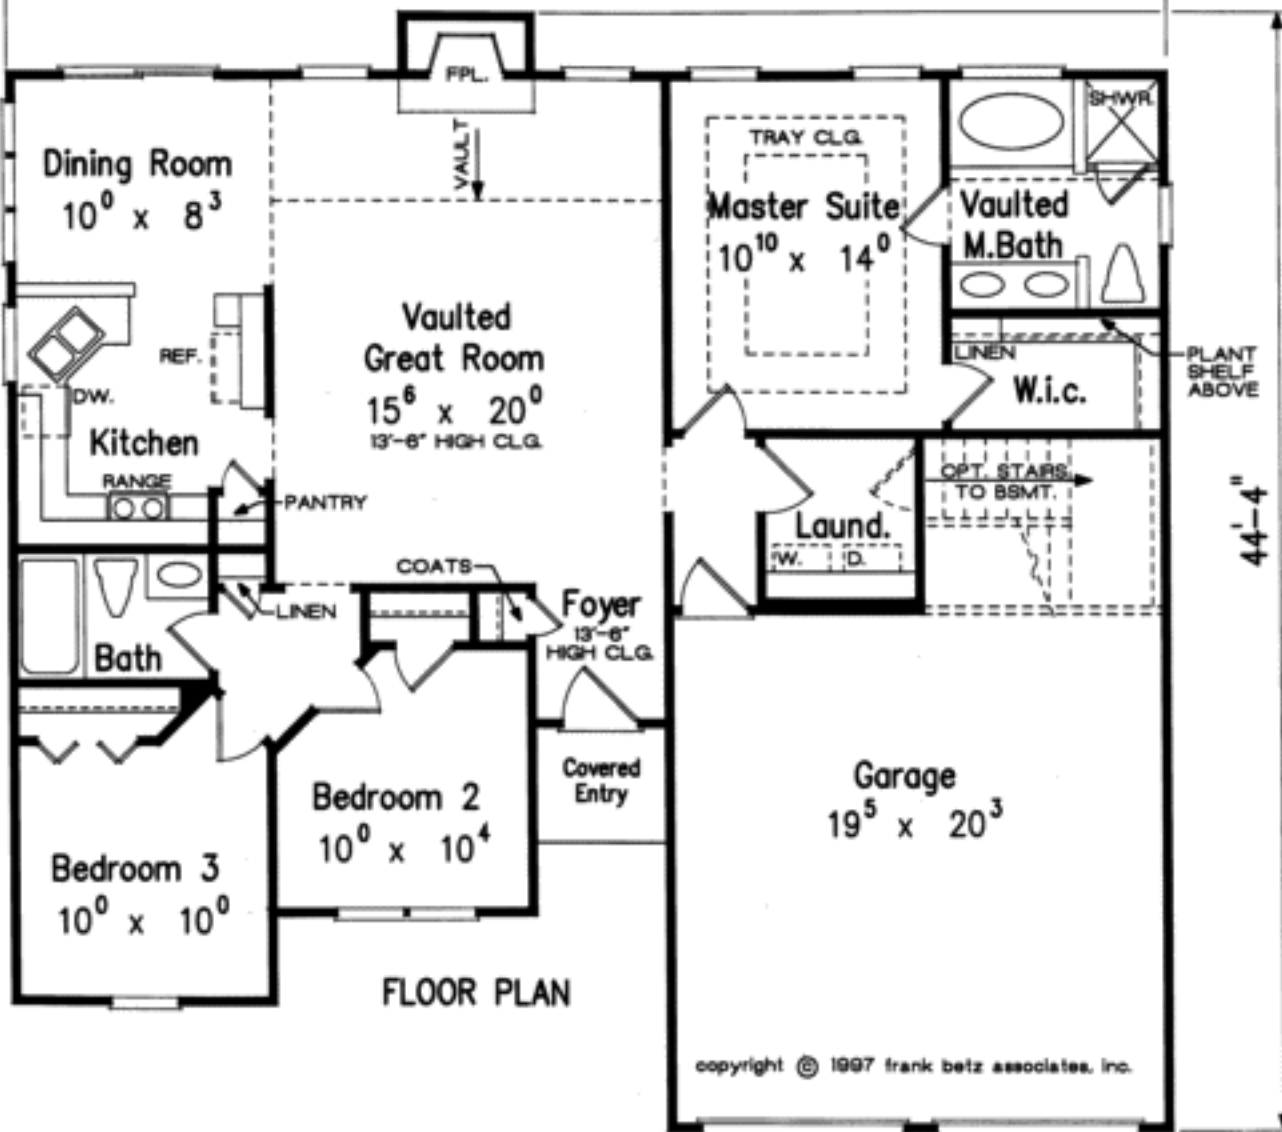 FPL.
SHWR.
VAULT
TRAY CLG.
Dining Room
10⁰ x 8³
Master Suite
10¹⁰ x 14⁰
Vaulted
M.Bath
Vaulted
Great Room
15⁶ x 20⁰
13'-6" HIGH CLG.
REF.
DW.
Kitchen
RANGE
PANTRY
LINEN
W.i.c.
PLANT
SHELF
ABOVE
OPT. STAIRS
TO BSMT.
44'-4"
Laund.
W.
D.
COATS
LINEN
Foyer
13'-6"
HIGH CLG.
Bath
Covered
Entry
Garage
19⁵ x 20³
Bedroom 2
10⁰ x 10⁴
Bedroom 3
10⁰ x 10⁰
FLOOR PLAN
copyright © 1997 frank betz associates, inc.